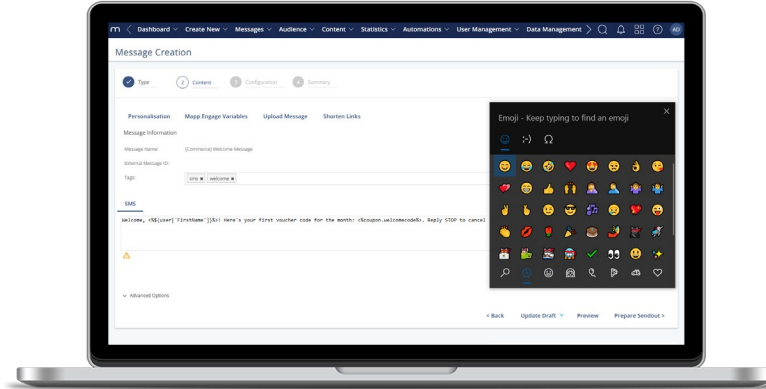 Dashboard Create New Messages Audience Content Statistics Automations User Management Data Management AD
Message Creation
Type 2 Content 3 Configuration 4 Summary
Personalisation Mapp Engage Variables Upload Message Shorten Links
Message Information
Message Name: (Commerce) Welcome Message
External Message ID:
Tags: sms welcome
SMS
Welcome, <%${user['FirstName']}%>! Here's your first voucher code for the month: <%coupon.welcomecode%>. Reply STOP to cancel
Advanced Options
< Back Update Draft Preview Prepare Sendout >
Emoji - Keep typing to find an emoji
;-)